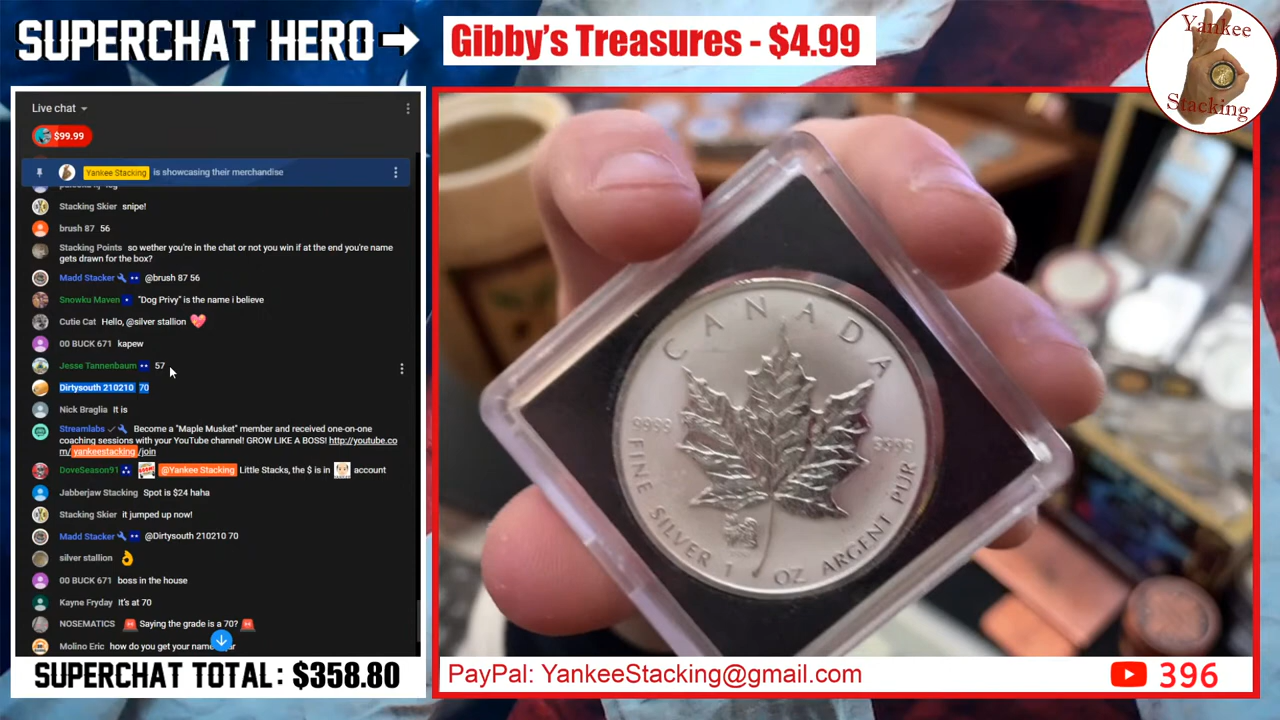 SUPERCHAT HERO
Gibby's Treasures - $4.99
Yankee
Stacking
Live chat
$99.99
Yankee Stacking is showcasing their merchandise
Stacking Skier snipe!
brush 87 56
Stacking Points so wether you're in the chat or not you win if at the end you're name
gets drawn for the box?
Madd Stacker @brush 87 56
Snowku Maven "Dog Privy" is the name i believe
Cutie Cat Hello, @silver stallion
00 BUCK 671 kapew
Jesse Tannenbaum 57
Dirtysouth 210210 70
Nick Braglia It is
Streamlabs Become a "Maple Musket" member and received one-on-one
coaching sessions with your YouTube channel! GROW LIKE A BOSS! http://youtube.co
m/yankeestacking/join
DoveSeason91 @Yankee Stacking Little Stacks, the $ is in account
Jabberjaw Stacking Spot is $24 haha
Stacking Skier it jumped up now!
Madd Stacker @Dirtysouth 210210 70
silver stallion
00 BUCK 671 boss in the house
Kayne Fryday It's at 70
NOSEMATICS Saying the grade is a 70?
Molino Eric how do you get your name
SUPERCHAT TOTAL: $358.80
CANADA
9999
9999
FINE SILVER 1 OZ ARGENT PUR
PayPal: YankeeStacking@gmail.com
396